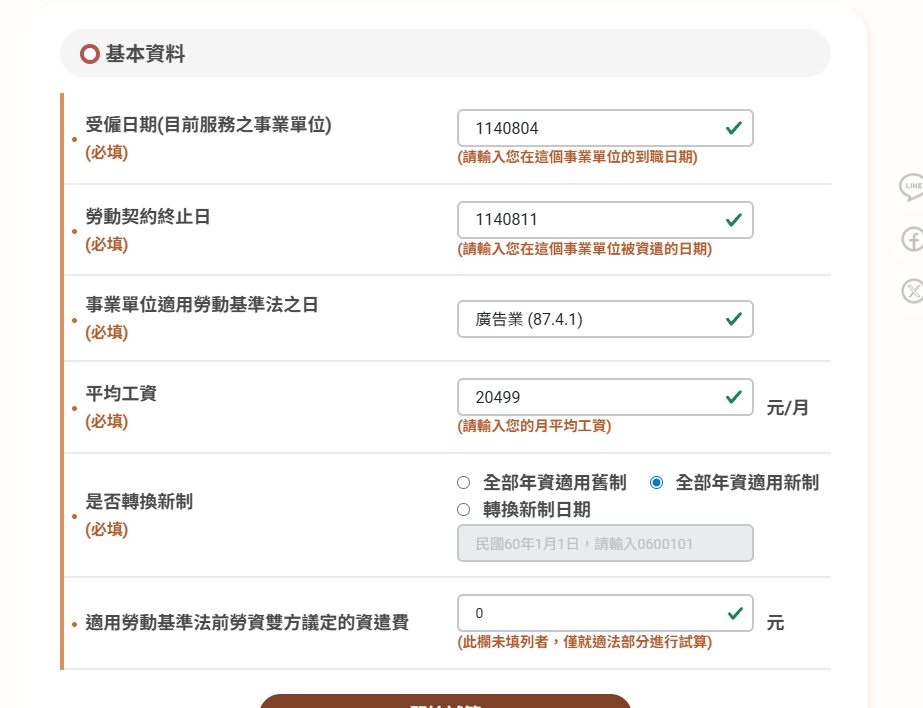 基本資料
受僱日期(目前服務之事業單位)
(必填)
1140804
(請輸入您在這個事業單位的到職日期)
勞動契約終止日
(必填)
1140811
(請輸入您在這個事業單位被資遣的日期)
事業單位適用勞動基準法之日
(必填)
廣告業 (87.4.1)
平均工資
(必填)
20499
元/月
(請輸入您的月平均工資)
是否轉換新制
(必填)
全部年資適用舊制
全部年資適用新制
轉換新制日期
民國60年1月1日，請輸入0600101
適用勞動基準法前勞資雙方議定的資遣費
0
元
(此欄未填列者，僅就適法部分進行試算)
LINE